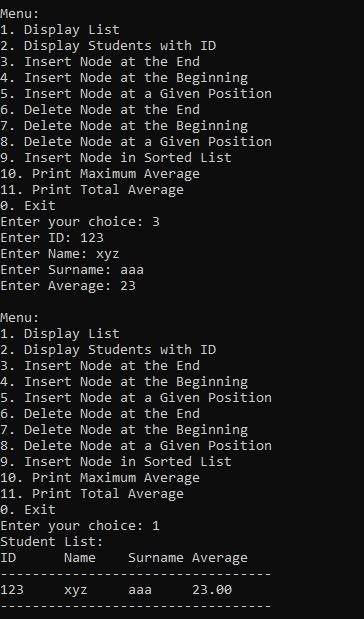 Menu:
1. Display List
2. Display Students with ID
3. Insert Node at the End
4. Insert Node at the Beginning
5. Insert Node at a Given Position
6. Delete Node at the End
7. Delete Node at the Beginning
8. Delete Node at a Given Position
9. Insert Node in Sorted List
10. Print Maximum Average
11. Print Total Average
0. Exit
Enter your choice: 3
Enter ID: 123
Enter Name: xyz
Enter Surname: aaa
Enter Average: 23

Menu:
1. Display List
2. Display Students with ID
3. Insert Node at the End
4. Insert Node at the Beginning
5. Insert Node at a Given Position
6. Delete Node at the End
7. Delete Node at the Beginning
8. Delete Node at a Given Position
9. Insert Node in Sorted List
10. Print Maximum Average
11. Print Total Average
0. Exit
Enter your choice: 1
Student List:
ID      Name    Surname Average
----------------------------------
123     xyz     aaa     23.00
----------------------------------